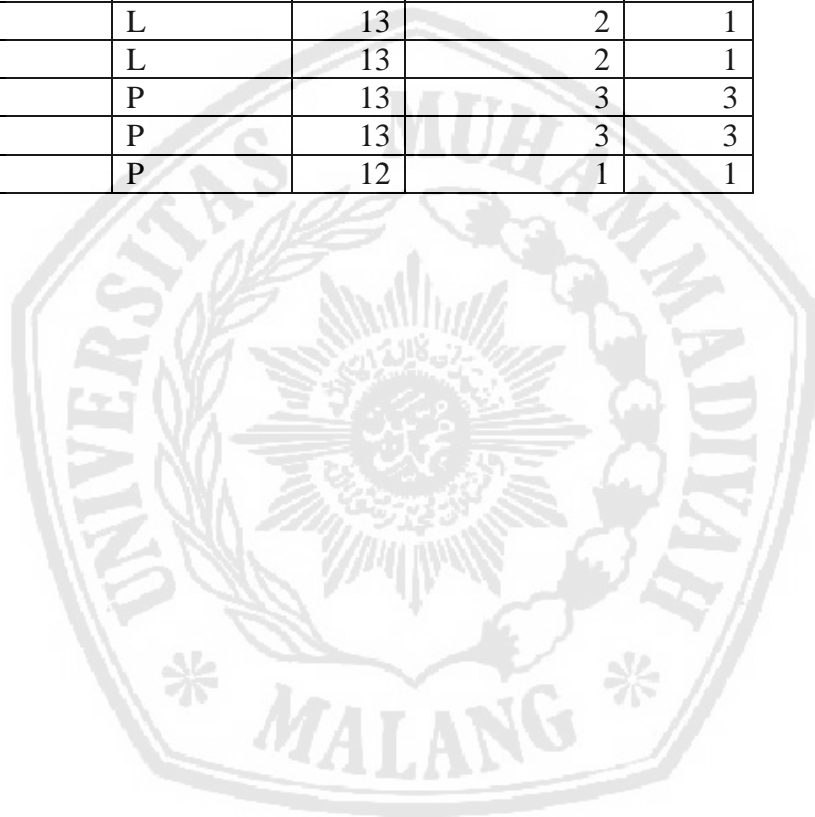 L 13 2 1
L 13 2 1
P 13 3 3
P 13 3 3
P 12 1 1
UNIVERSITAS MUHAMMADIYAH
MALANG